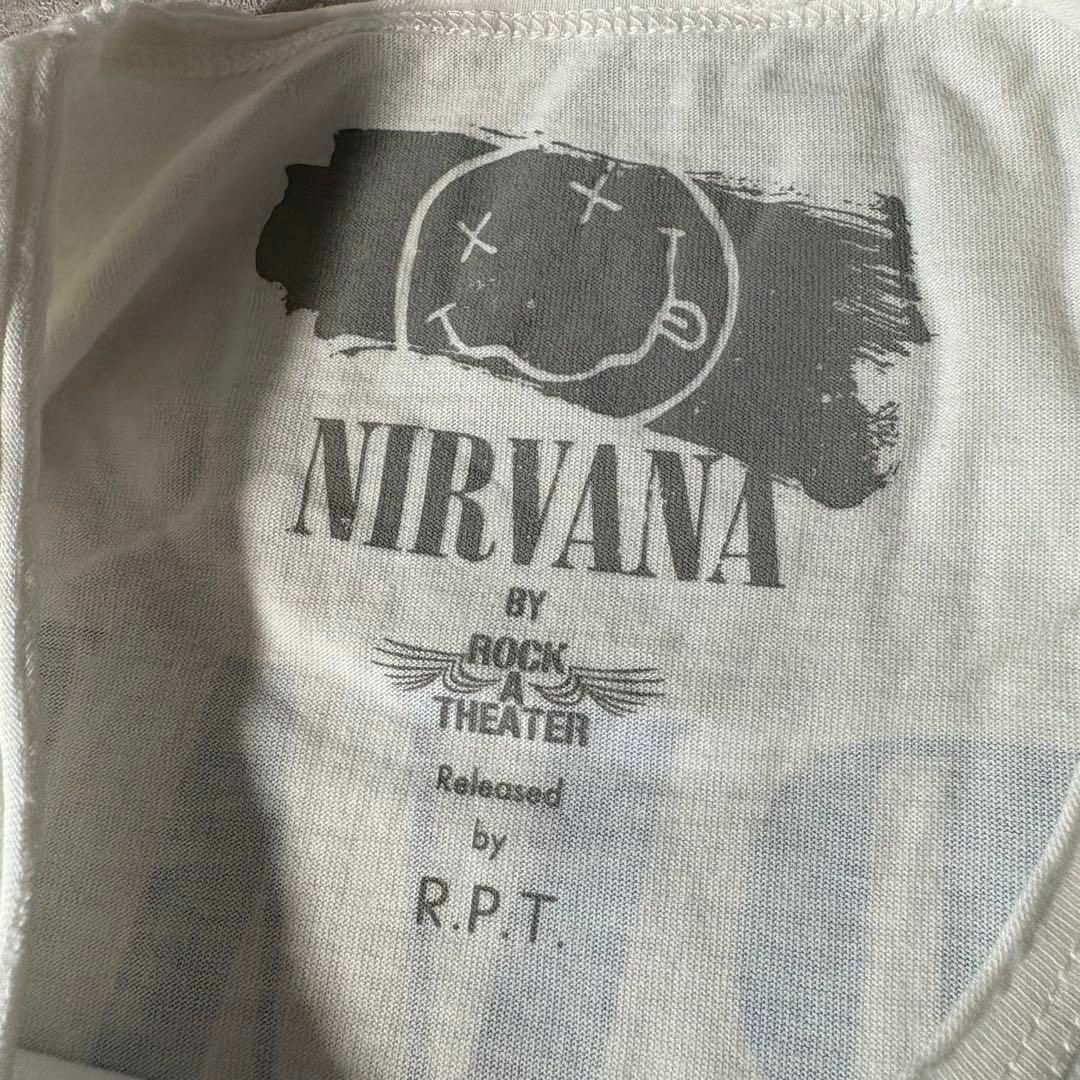 NIRVANA
BY
ROCK
A
THEATER
Released
by
R.P.T.